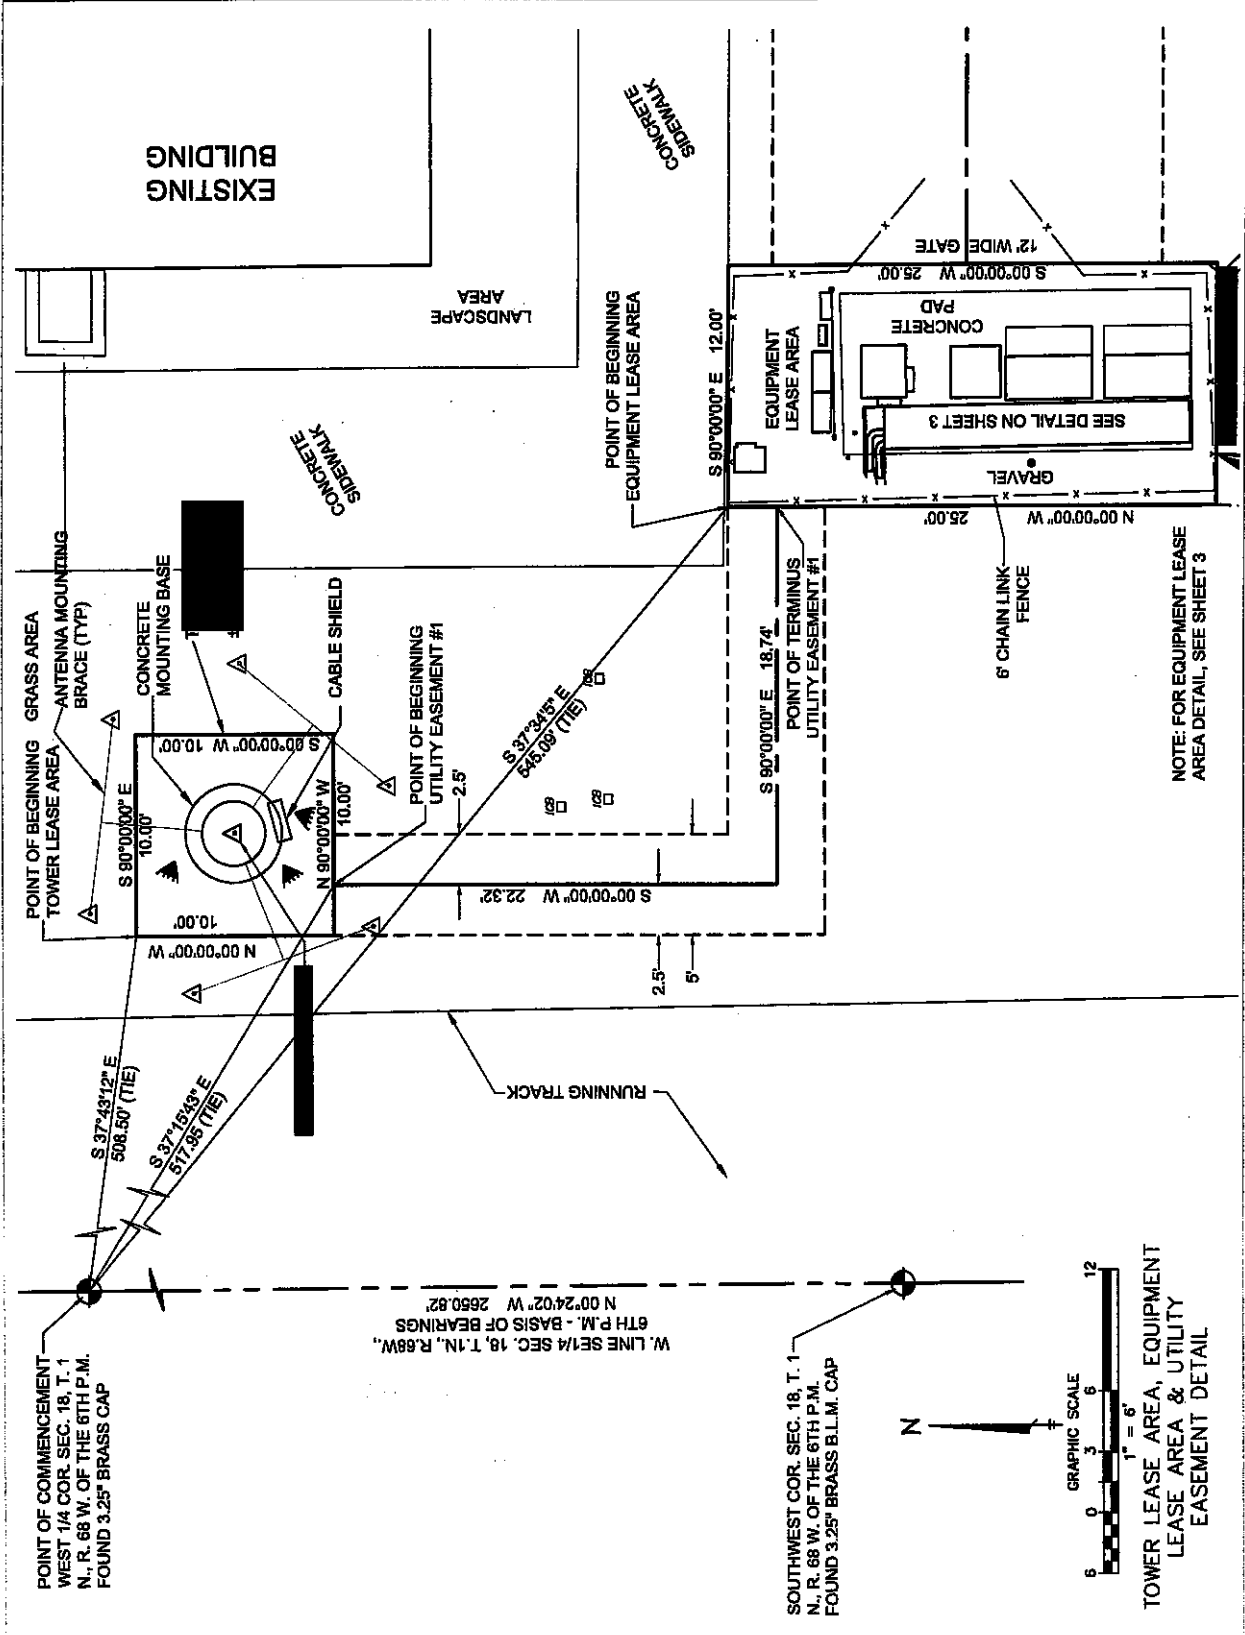 EXISTING
BUILDING
LANDSCAPE
AREA
CONCRETE
SIDEWALK
CONCRETE
SIDEWALK
POINT OF BEGINNING
TOWER LEASE AREA
GRASS AREA
ANTENNA MOUNTING
BRACE (TYP)
CONCRETE
MOUNTING BASE
CABLE SHIELD
POINT OF BEGINNING
UTILITY EASEMENT #1
S 90°00'00" E
10.00'
S 00°00'00" W 10.00'
N 90°00'00" W
10.00'
N 00°00'00" W
10.00'
POINT OF BEGINNING
EQUIPMENT LEASE AREA
S 90°00'00" E 12.00'
EQUIPMENT
LEASE AREA
S 00°00'00" W 25.00'
12' WIDE GATE
CONCRETE
PAD
SEE DETAIL ON SHEET 3
GRAVEL
N 00°00'00" W 25.00'
6' CHAIN LINK
FENCE
NOTE: FOR EQUIPMENT LEASE
AREA DETAIL, SEE SHEET 3
POINT OF TERMINUS
UTILITY EASEMENT #1
S 90°00'00" E 18.74'
S 00°00'00" W 22.32'
2.5'
2.5'
5'
ICB
ICB
ICB
S 37°34'5" E
545.09' (TIE)
S 37°43'12" E
508.50' (TIE)
S 37°15'43" E
517.95' (TIE)
RUNNING TRACK
POINT OF COMMENCEMENT
WEST 1/4 COR. SEC. 18, T. 1
N., R. 68 W. OF THE 6TH P.M.
FOUND 3.25" BRASS CAP
W. LINE SE1/4 SEC. 18, T.1N., R.68W.,
6TH P.M. - BASIS OF BEARINGS
N 00°24'02" W 2650.82'
SOUTHWEST COR. SEC. 18, T. 1
N., R. 68 W. OF THE 6TH P.M.
FOUND 3.25" BRASS B.L.M. CAP
N
GRAPHIC SCALE
6 0 3 6 12
1" = 6'
TOWER LEASE AREA, EQUIPMENT
LEASE AREA & UTILITY
EASEMENT DETAIL